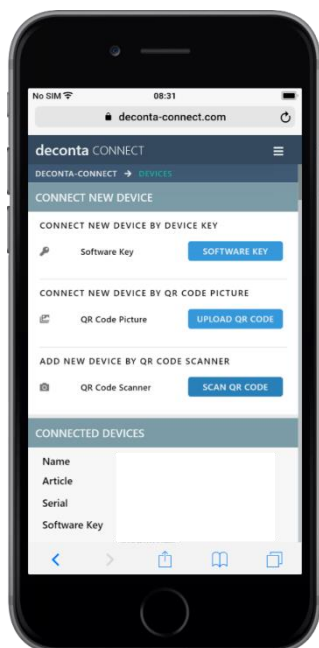 No SIM 08:31
deconta-connect.com
deconta CONNECT
DECONTA-CONNECT → DEVICES
CONNECT NEW DEVICE
CONNECT NEW DEVICE BY DEVICE KEY
Software Key SOFTWARE KEY
CONNECT NEW DEVICE BY QR CODE PICTURE
QR Code Picture UPLOAD QR CODE
ADD NEW DEVICE BY QR CODE SCANNER
QR Code Scanner SCAN QR CODE
CONNECTED DEVICES
Name
Article
Serial
Software Key